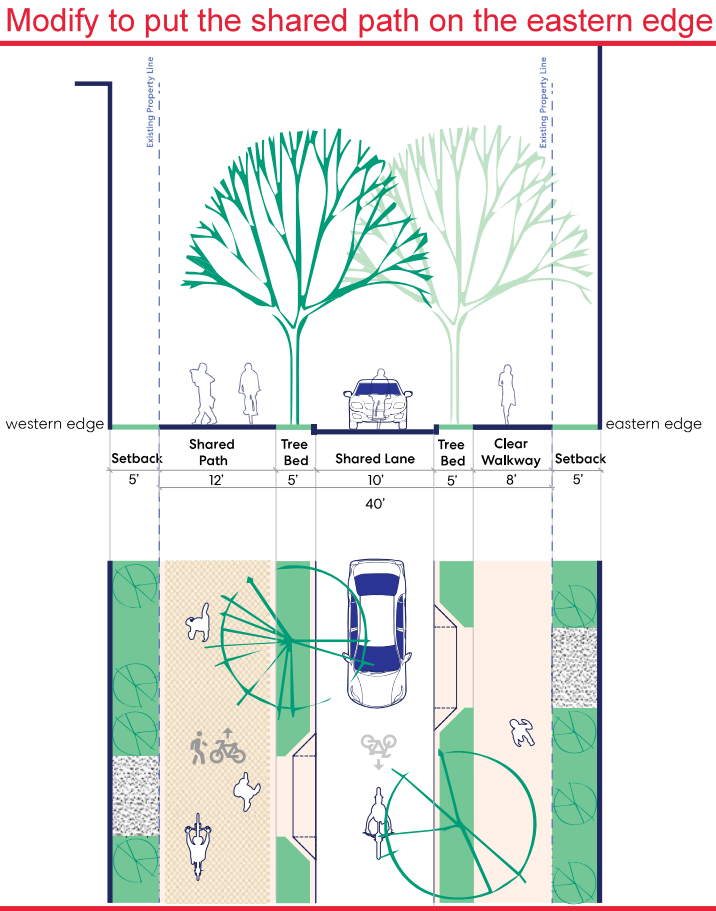 Modify to put the shared path on the eastern edge
Existing Property Line
Existing Property Line
western edge
eastern edge
Setback
Shared
Path
Tree
Bed
Shared Lane
Tree
Bed
Clear
Walkway
Setback
5'
12'
5'
10'
5'
8'
5'
40'